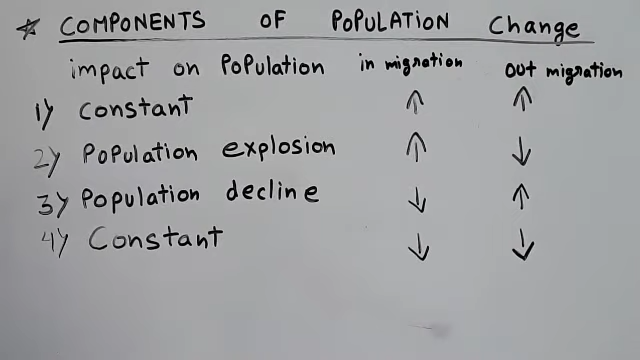 * COMPONENTS OF POPULATION Change
impact on Population in migration out migration
1) Constant ↑ ↑
2) Population explosion ↑ ↓
3) Population decline ↓ ↑
4) Constant ↓ ↓